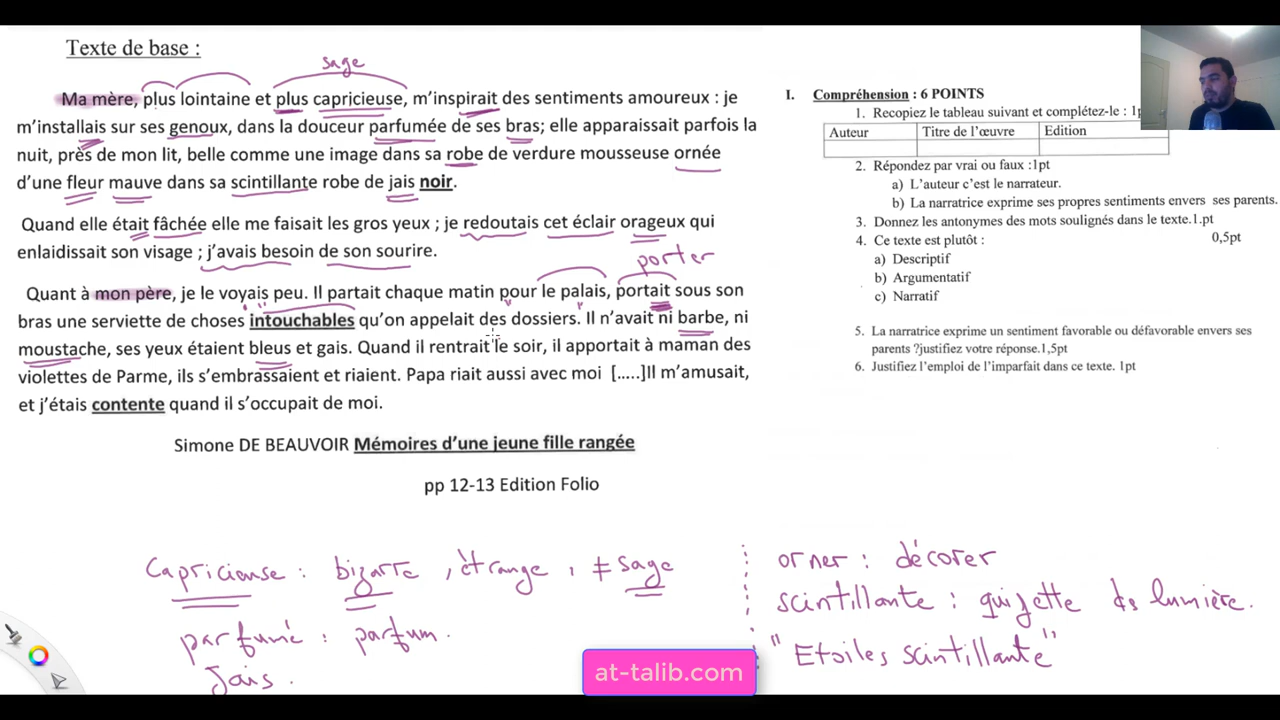 Texte de base :
sage
Ma mère, plus lointaine et plus capricieuse, m’inspirait des sentiments amoureux : je
m’installais sur ses genoux, dans la douceur parfumée de ses bras; elle apparaissait parfois la
nuit, près de mon lit, belle comme une image dans sa robe de verdure mousseuse ornée
d’une fleur mauve dans sa scintillante robe de jais noir.
Quand elle était fâchée elle me faisait les gros yeux ; je redoutais cet éclair orageux qui
enlaidissait son visage ; j’avais besoin de son sourire.
porter
Quant à mon père, je le voyais peu. Il partait chaque matin pour le palais, portait sous son
bras une serviette de choses intouchables qu’on appelait des dossiers. Il n’avait ni barbe, ni
moustache, ses yeux étaient bleus et gais. Quand il rentrait le soir, il apportait à maman des
violettes de Parme, ils s’embrassaient et riaient. Papa riait aussi avec moi [.....]Il m’amusait,
et j’étais contente quand il s’occupait de moi.
Simone DE BEAUVOIR Mémoires d’une jeune fille rangée
pp 12-13 Edition Folio
I. Compréhension : 6 POINTS
1. Recopiez le tableau suivant et complétez-le : 1p
Auteur Titre de l’œuvre Edition
2. Répondez par vrai ou faux :1pt
a) L’auteur c’est le narrateur.
b) La narratrice exprime ses propres sentiments envers ses parents.
3. Donnez les antonymes des mots soulignés dans le texte.1.pt
4. Ce texte est plutôt : 0,5pt
a) Descriptif
b) Argumentatif
c) Narratif
5. La narratrice exprime un sentiment favorable ou défavorable envers ses
parents ?justifiez votre réponse.1,5pt
6. Justifiez l’emploi de l’imparfait dans ce texte. 1pt
Capricieuse : bizarre , étrange , ≠ sage
parfumé : parfum.
Jais .
orner : décorer
scintillante : qui jette ds lumière.
"Etoiles scintillante"
at-talib.com